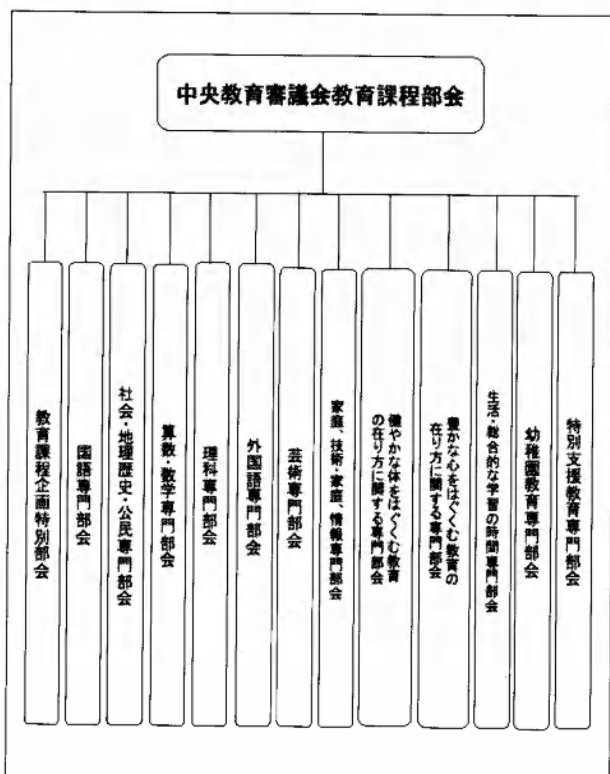 中央教育審議会教育課程部会
教育課程企画特別部会
国語専門部会
社会・地理歴史・公民専門部会
算数・数学専門部会
理科専門部会
外国語専門部会
芸術専門部会
家庭、技術・家庭、情報専門部会
健やかな体をはぐくむ教育
の在り方に関する専門部会
豊かな心をはぐくむ教育の
在り方に関する専門部会
生活・総合的な学習の時間専門部会
幼稚園教育専門部会
特別支援教育専門部会